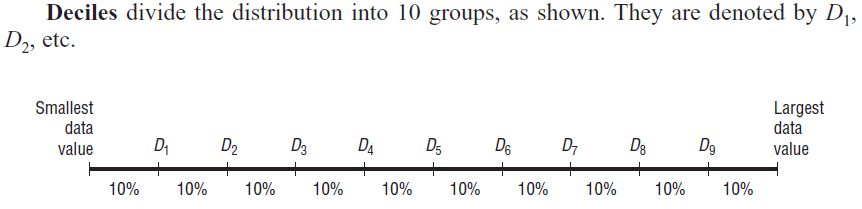 Deciles divide the distribution into 10 groups, as shown. They are denoted by D₁,
D₂, etc.
Smallest
data
value
Largest
data
value
D₁ D₂ D₃ D₄ D₅ D₆ D₇ D₈ D₉
10% 10% 10% 10% 10% 10% 10% 10% 10% 10%